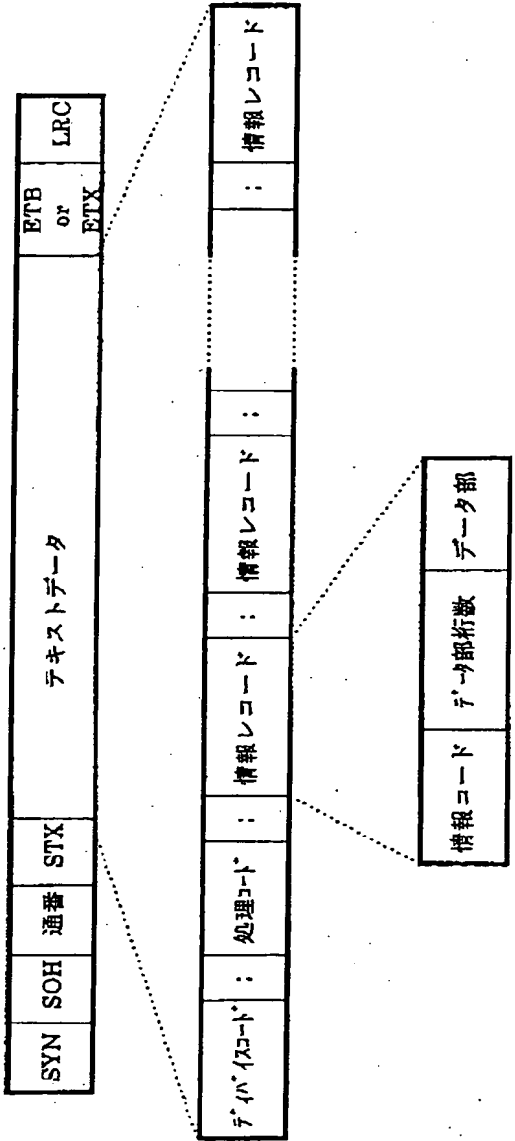 SYN
SOH
通番
STX
テキストデータ
ETB
or
ETX
LRC
ディバイスコード
:
処理コード
:
情報レコード
:
情報レコード
:
:
情報レコード
情報コード
データ部桁数
データ部